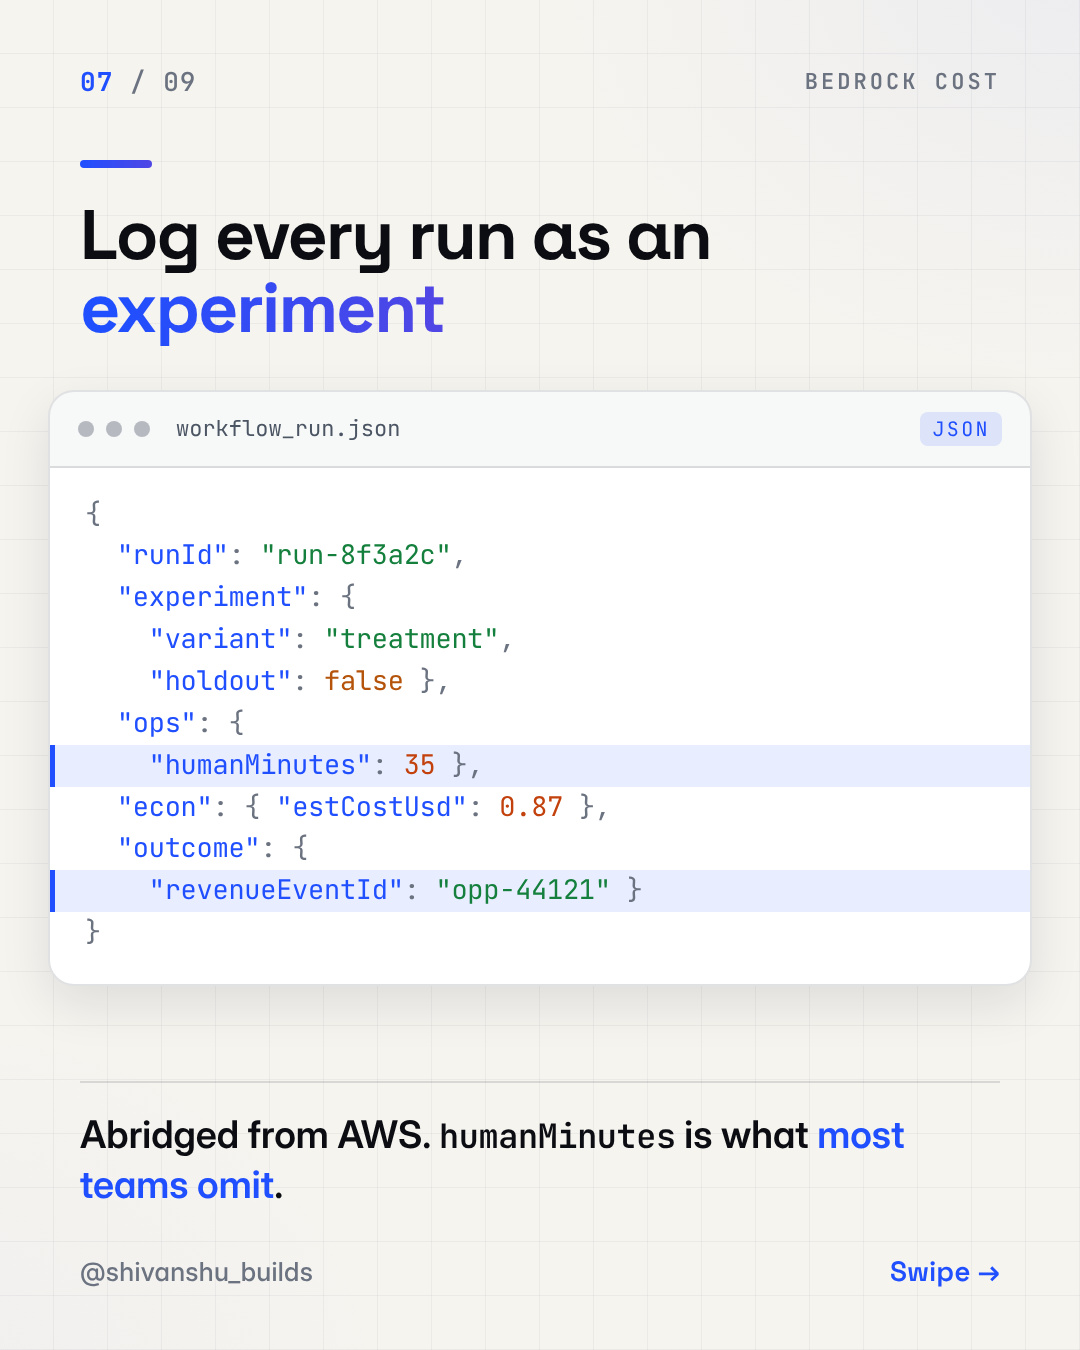 07 / 09
BEDROCK COST
Log every run as an
experiment
workflow_run.json
JSON
{
  "runId": "run-8f3a2c",
  "experiment": {
    "variant": "treatment",
    "holdout": false },
  "ops": {
    "humanMinutes": 35 },
  "econ": { "estCostUsd": 0.87 },
  "outcome": {
    "revenueEventId": "opp-44121" }
}
Abridged from AWS. humanMinutes is what most
teams omit.
@shivanshu_builds
Swipe →